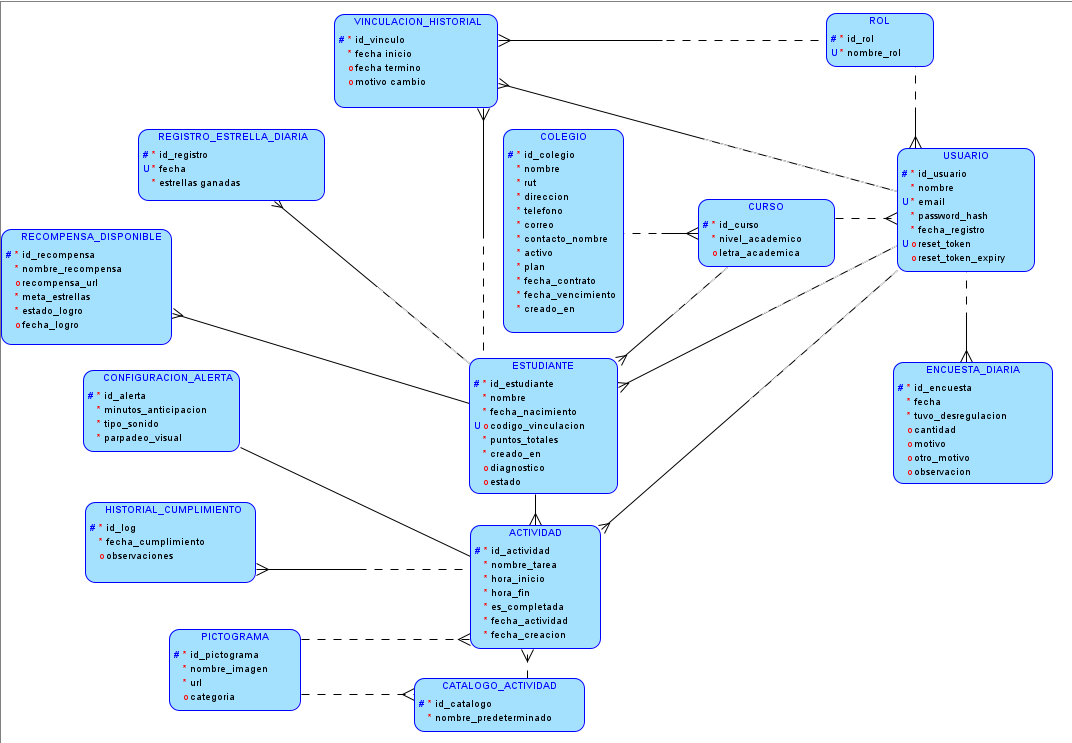 VINCULACION_HISTORIAL
# * id_vinculo
* fecha inicio
o fecha termino
o motivo cambio
ROL
# * id_rol
U * nombre_rol
REGISTRO_ESTRELLA_DIARIA
# * id_registro
U * fecha
* estrellas ganadas
COLEGIO
# * id_colegio
* nombre
* rut
* direccion
* telefono
* correo
* contacto_nombre
* activo
* plan
* fecha_contrato
* fecha_vencimiento
* creado_en
USUARIO
# * id_usuario
* nombre
U * email
* password_hash
* fecha_registro
U o reset_token
o reset_token_expiry
CURSO
# * id_curso
* nivel_academico
o letra_academica
RECOMPENSA_DISPONIBLE
# * id_recompensa
* nombre_recompensa
o recompensa_url
* meta_estrellas
* estado_logro
o fecha_logro
ESTUDIANTE
# * id_estudiante
* nombre
* fecha_nacimiento
U o codigo_vinculacion
* puntos_totales
* creado_en
o diagnostico
o estado
ENCUESTA_DIARIA
# * id_encuesta
* fecha
* tuvo_desregulacion
o cantidad
o motivo
o otro_motivo
o observacion
CONFIGURACION_ALERTA
# * id_alerta
* minutos_anticipacion
* tipo_sonido
* parpadeo_visual
HISTORIAL_CUMPLIMIENTO
# * id_log
* fecha_cumplimiento
o observaciones
ACTIVIDAD
# * id_actividad
* nombre_tarea
* hora_inicio
* hora_fin
* es_completada
* fecha_actividad
* fecha_creacion
PICTOGRAMA
# * id_pictograma
* nombre_imagen
* url
o categoria
CATALOGO_ACTIVIDAD
# * id_catalogo
* nombre_predeterminado